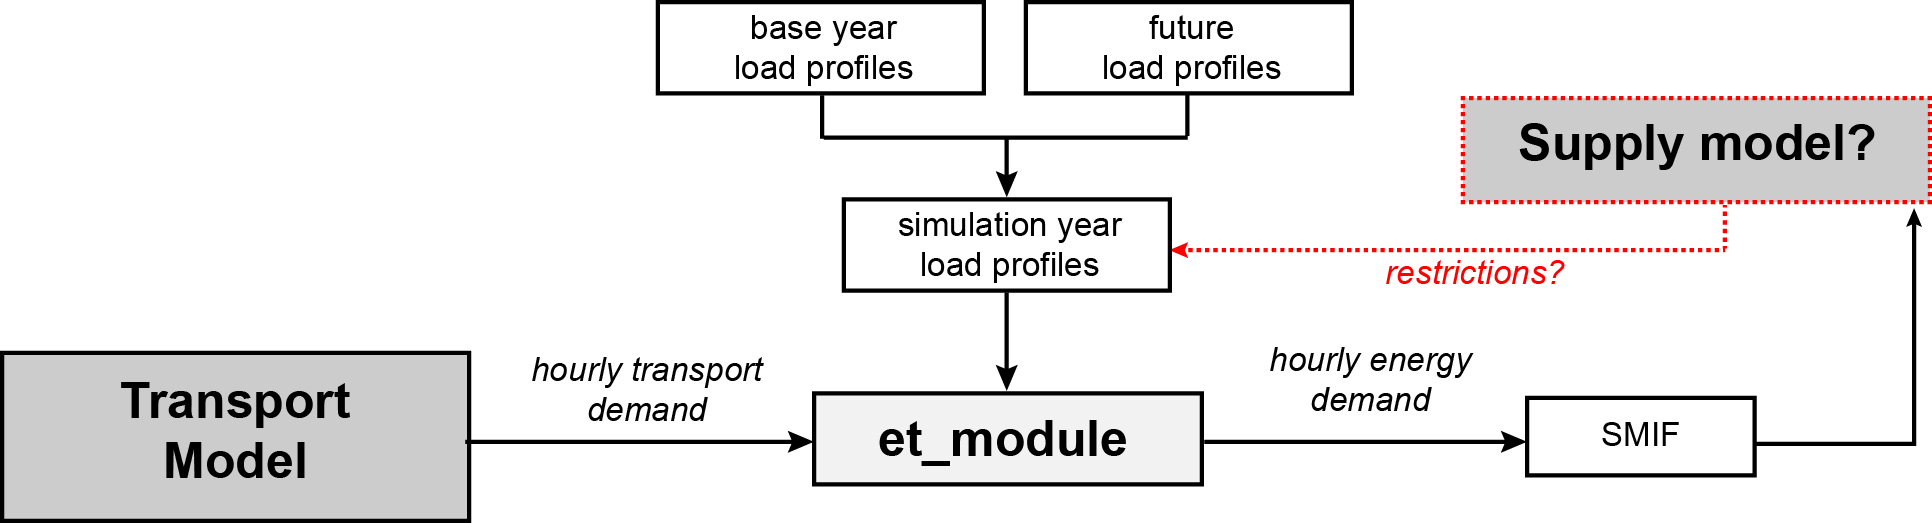 base year
load profiles
future
load profiles
Supply model?
simulation year
load profiles
restrictions?
Transport
Model
hourly transport
demand
et_module
hourly energy
demand
SMIF